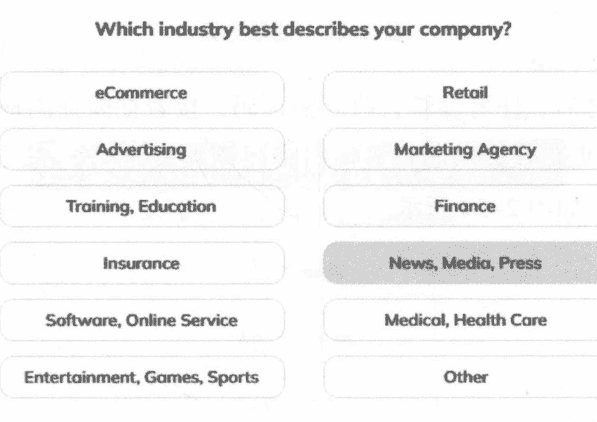 Which industry best describes your company?
eCommerce
Retail
Advertising
Marketing Agency
Training, Education
Finance
Insurance
News, Media, Press
Software, Online Service
Medical, Health Care
Entertainment, Games, Sports
Other